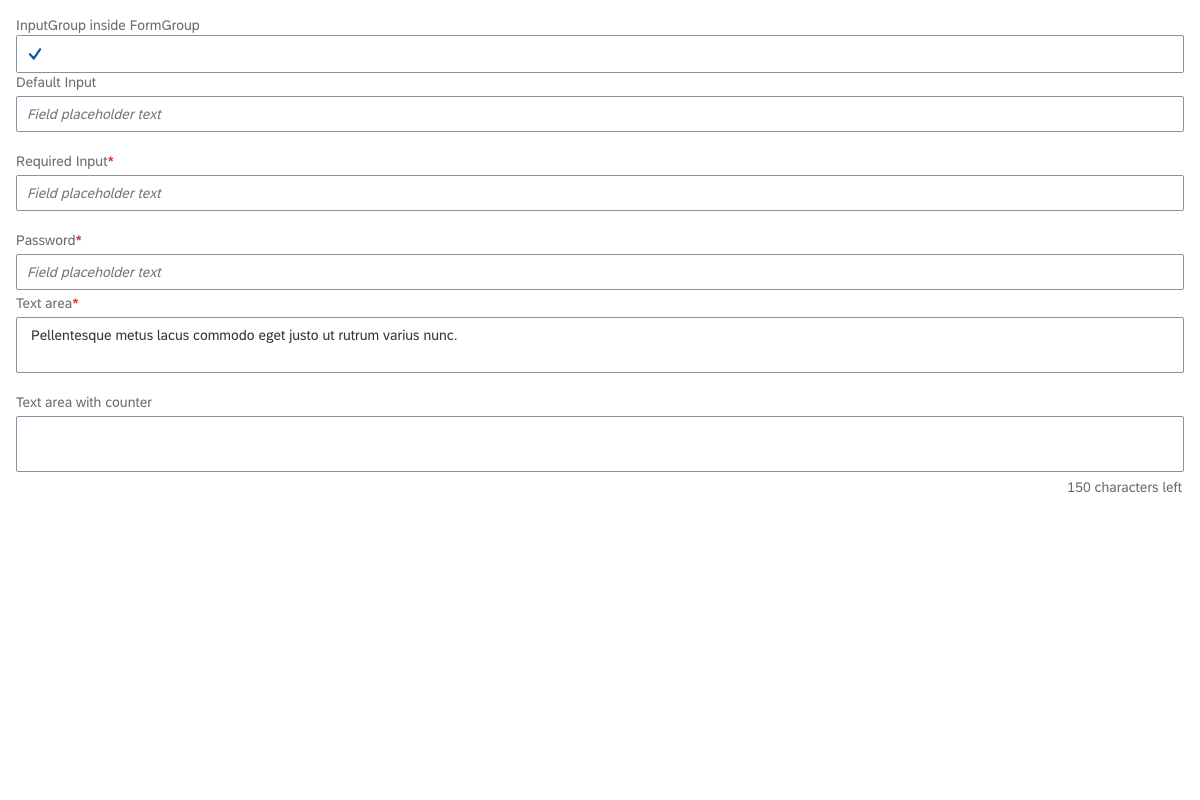 InputGroup inside FormGroup
Default Input
Field placeholder text
Required Input*
Field placeholder text
Password*
Field placeholder text
Text area*
Pellentesque metus lacus commodo eget justo ut rutrum varius nunc.
Text area with counter
150 characters left